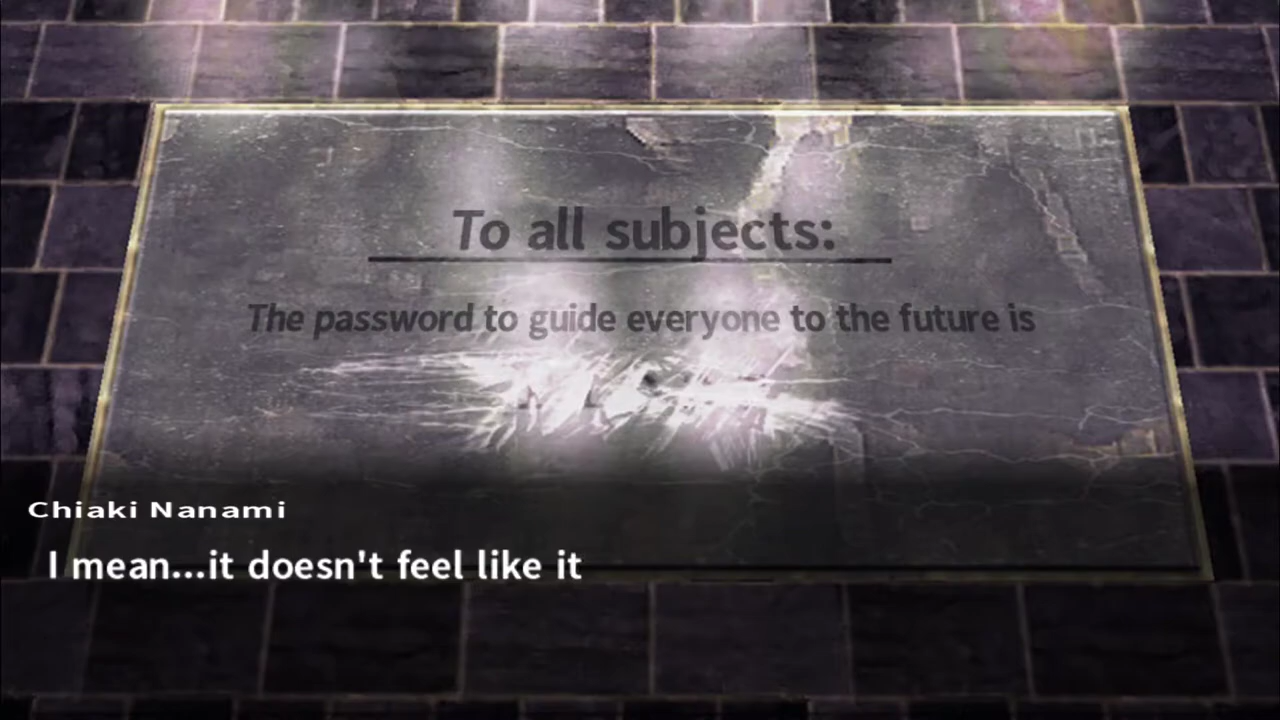 To all subjects:
The password to guide everyone to the future is
Chiaki Nanami
I mean...it doesn't feel like it